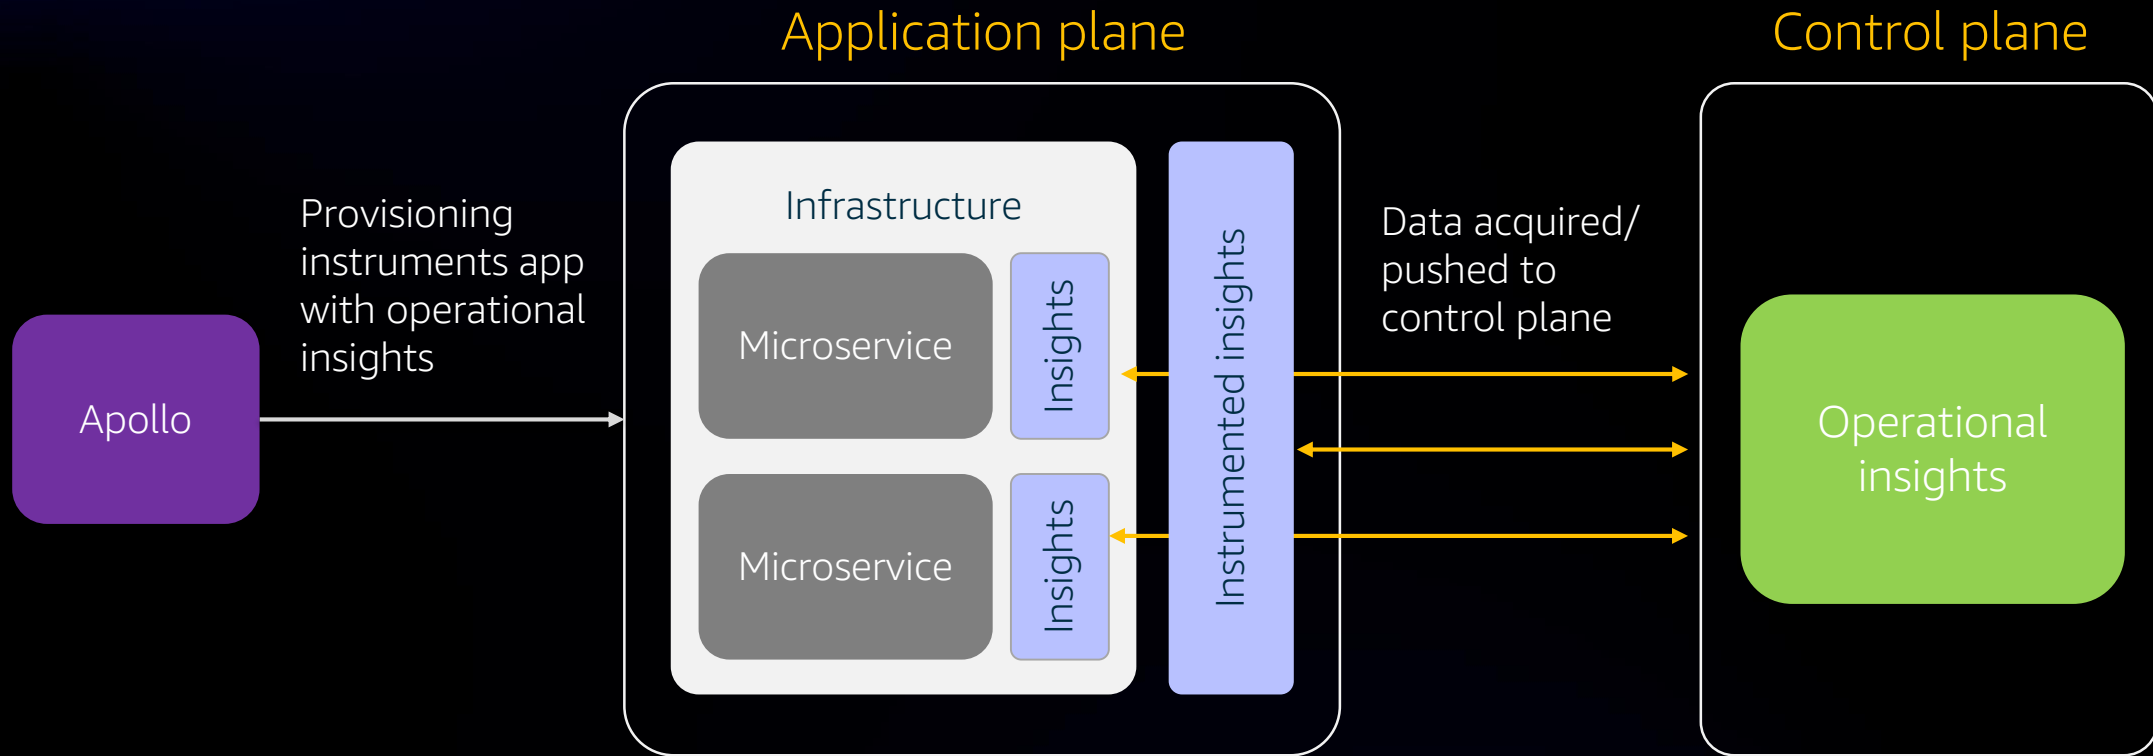 Application plane
Control plane
Provisioning
instruments app
with operational
insights
Apollo
Infrastructure
Microservice
Insights
Microservice
Insights
Instrumented insights
Data acquired/
pushed to
control plane
Operational
insights